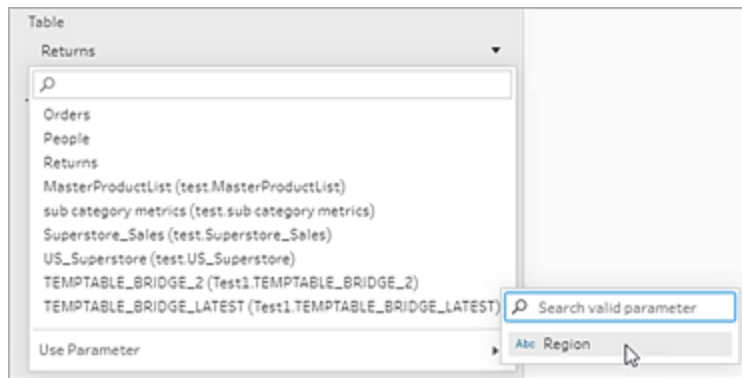 Table
Returns
Orders
People
Returns
MasterProductList (test.MasterProductList)
sub category metrics (test.sub category metrics)
Superstore_Sales (test.Superstore_Sales)
US_Superstore (test.US_Superstore)
TEMPTABLE_BRIDGE_2 (Test1.TEMPTABLE_BRIDGE_2)
TEMPTABLE_BRIDGE_LATEST (Test1.TEMPTABLE_BRIDGE_LATEST)
Search valid parameter
Use Parameter
Abc Region